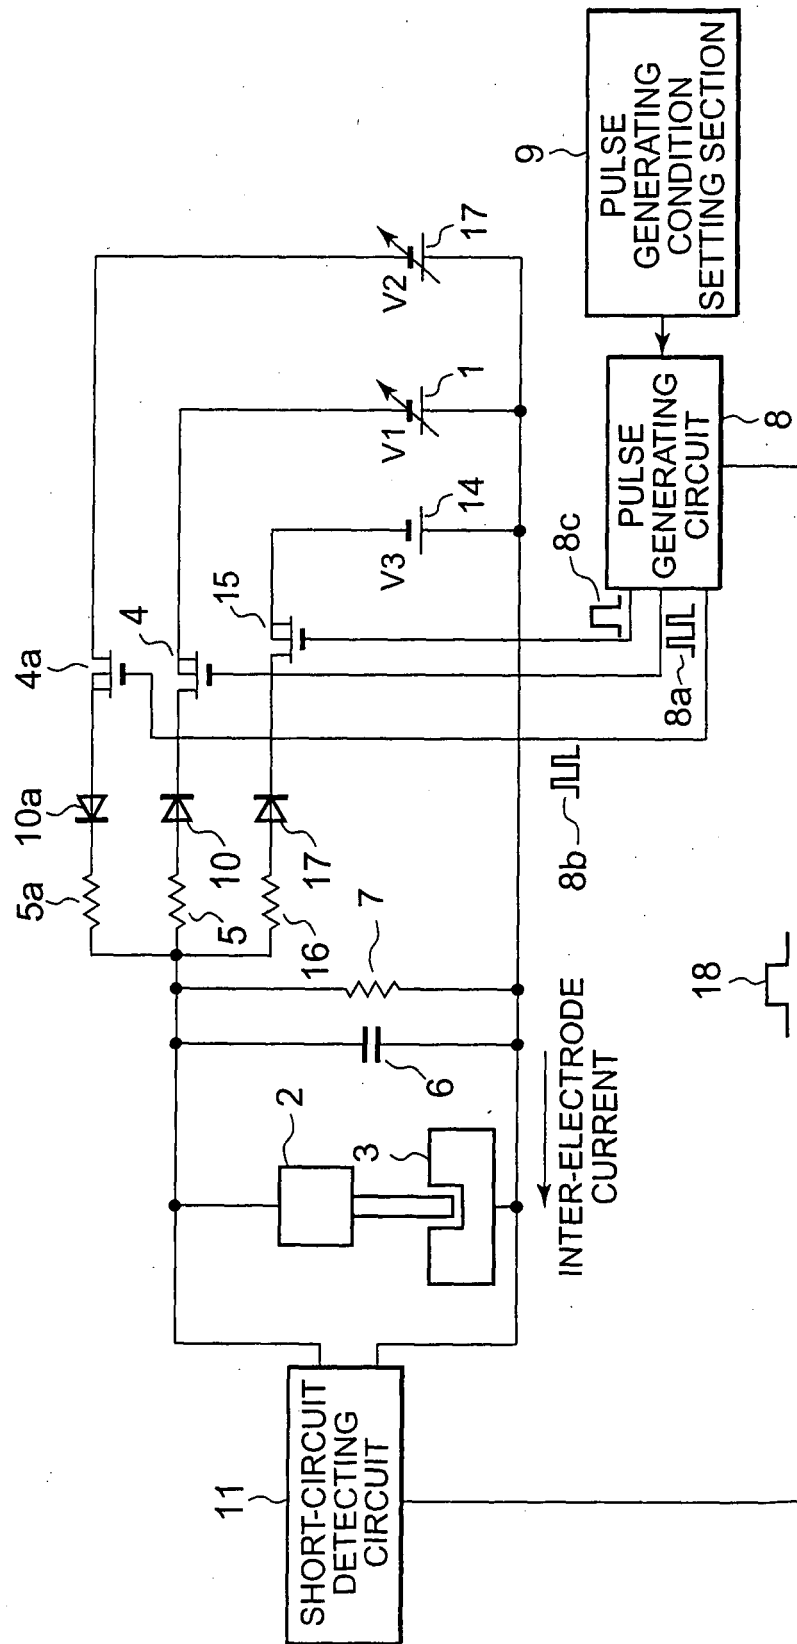 11
SHORT-CIRCUIT
DETECTING
CIRCUIT
2
3
6
7
INTER-ELECTRODE
CURRENT
18
5a
10a
4a
5
10
4
16
17
15
8b
8a
8c
V3
14
V1
1
V2
17
PULSE
GENERATING
CIRCUIT
8
9
PULSE
GENERATING
CONDITION
SETTING SECTION